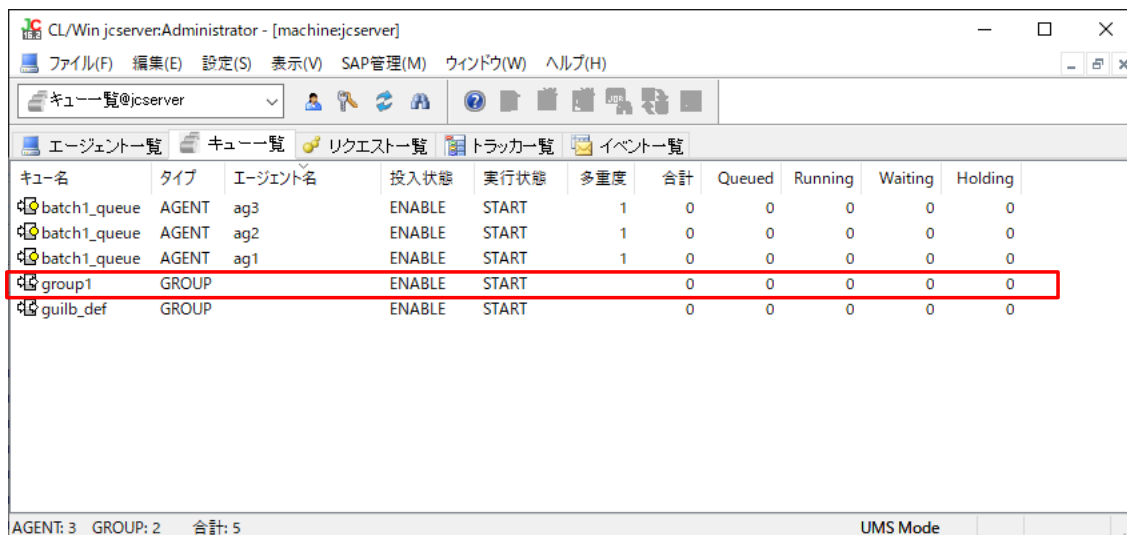 CL/Win jcserver:Administrator - [machine:jcserver]
ファイル(F) 編集(E) 設定(S) 表示(V) SAP管理(M) ウィンドウ(W) ヘルプ(H)
キュー一覧@jcserver
エージェント一覧 キュー一覧 リクエスト一覧 トラッカ一覧 イベント一覧
キュー名 タイプ エージェント名 投入状態 実行状態 多重度 合計 Queued Running Waiting Holding
batch1_queue AGENT ag3 ENABLE START 1 0 0 0 0 0
batch1_queue AGENT ag2 ENABLE START 1 0 0 0 0 0
batch1_queue AGENT ag1 ENABLE START 1 0 0 0 0 0
group1 GROUP ENABLE START 0 0 0 0 0
guilb_def GROUP ENABLE START 0 0 0 0 0
AGENT: 3 GROUP: 2 合計: 5 UMS Mode